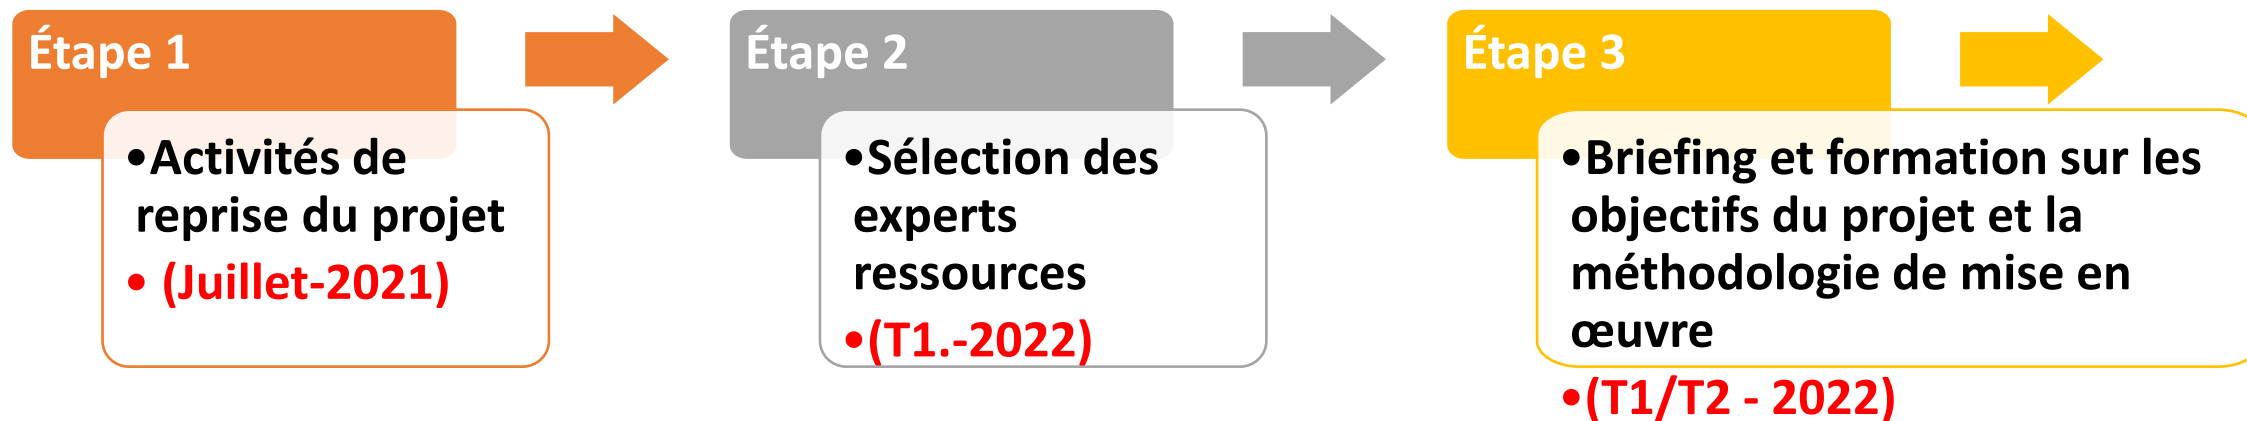 Étape 1
•Activités de
reprise du projet
• (Juillet-2021)
Étape 2
•Sélection des
experts
ressources
•(T1.-2022)
Étape 3
•Briefing et formation sur les
objectifs du projet et la
méthodologie de mise en
œuvre
•(T1/T2 - 2022)